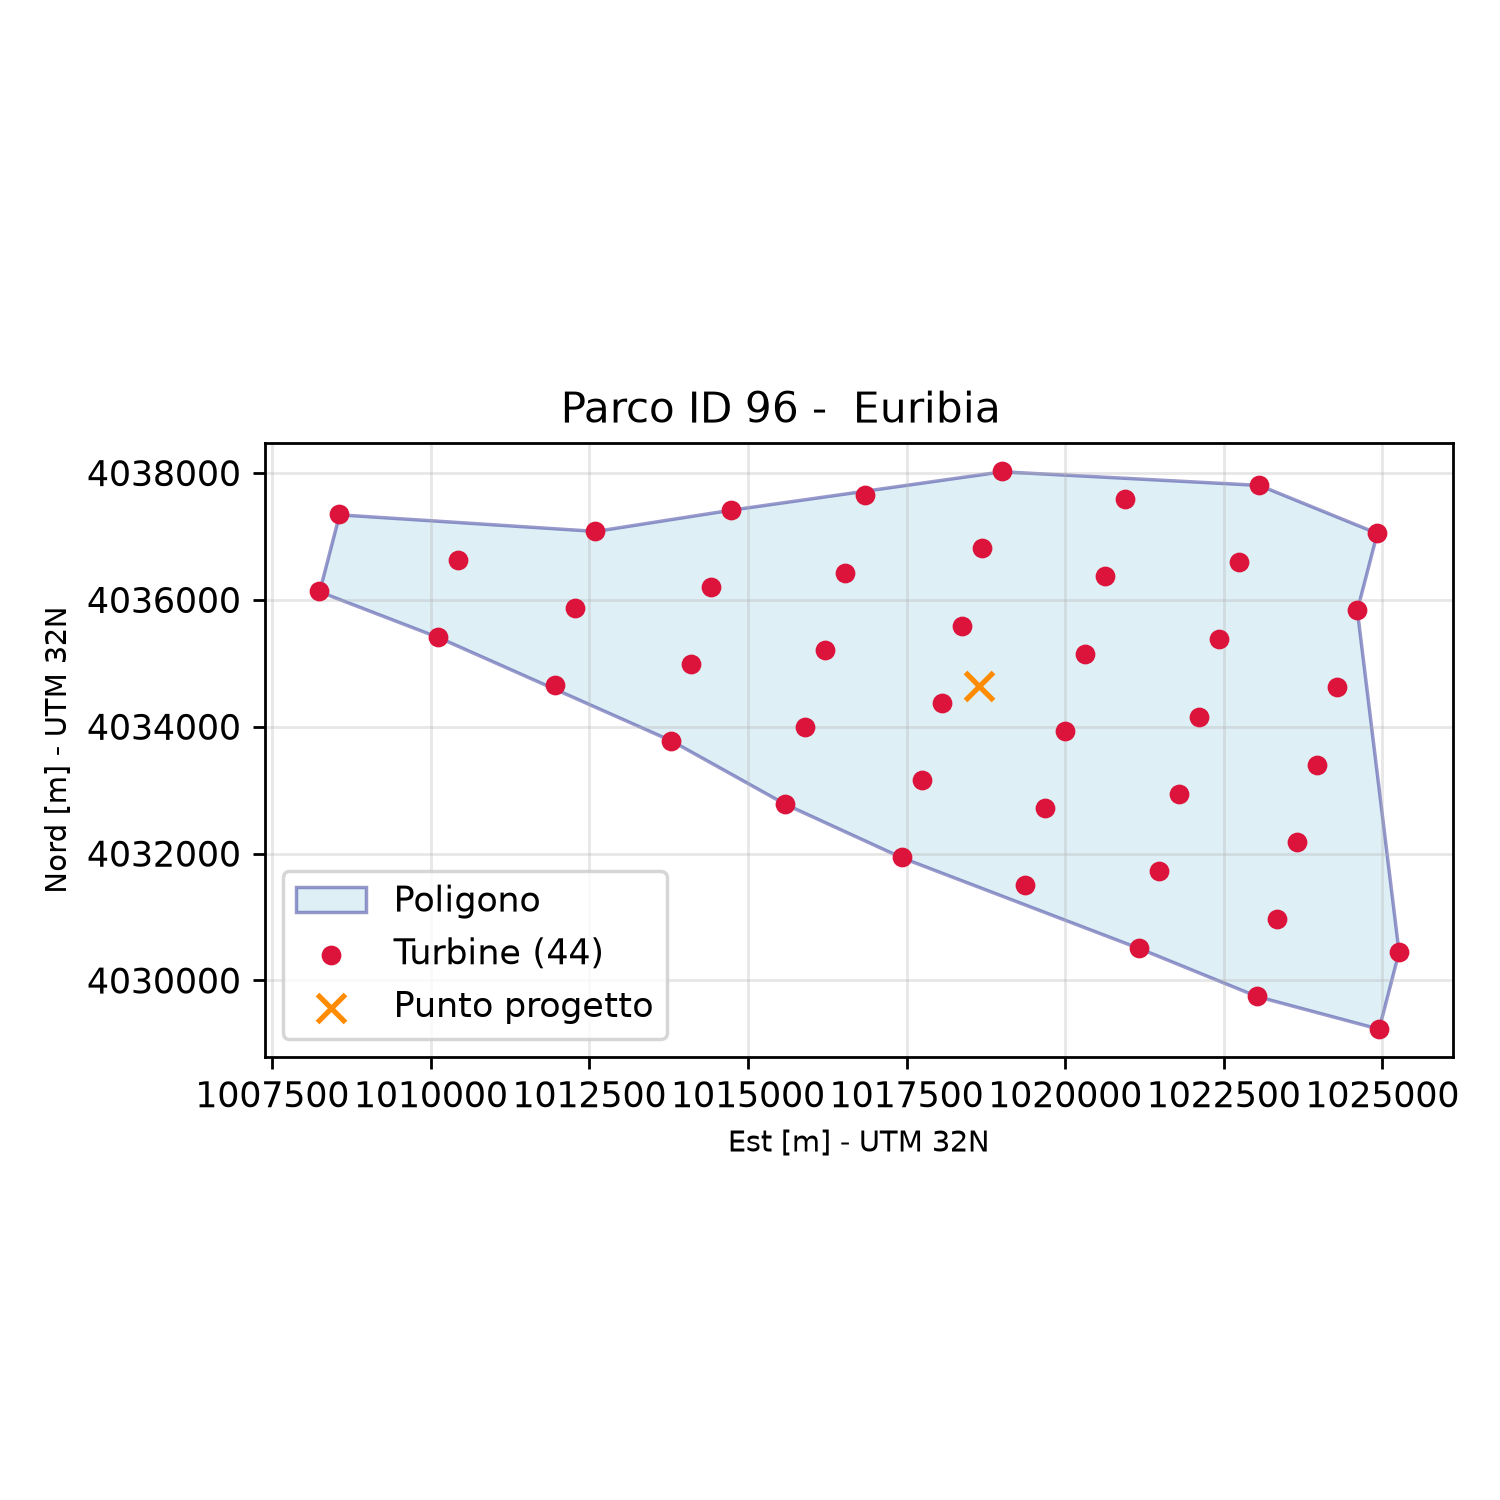 Parco ID 96 -  Euribia
4038000
4036000
4034000
4032000
4030000
Nord [m] - UTM 32N
Poligono
Turbine (44)
Punto progetto
1007500 1010000 1012500 1015000 1017500 1020000 1022500 1025000
Est [m] - UTM 32N